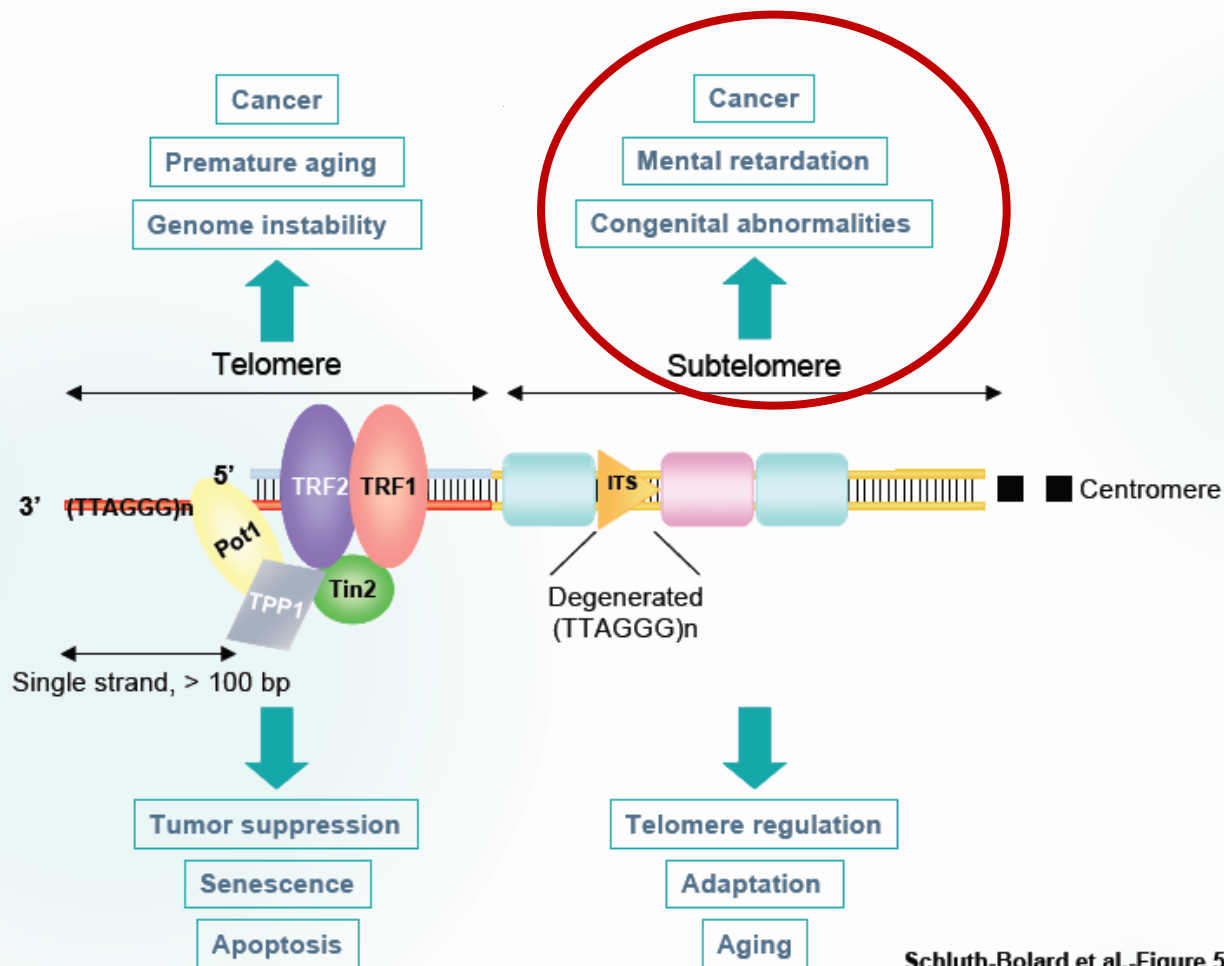 Cancer
Premature aging
Genome instability
Cancer
Mental retardation
Congenital abnormalities
Telomere
Subtelomere
5’
TRF2
TRF1
ITS
3’
(TTAGGG)n
Centromere
Pot1
TPP1
Tin2
Degenerated
(TTAGGG)n
Single strand, > 100 bp
Tumor suppression
Senescence
Apoptosis
Telomere regulation
Adaptation
Aging
Schluth-Bolard et al.-Figure 5